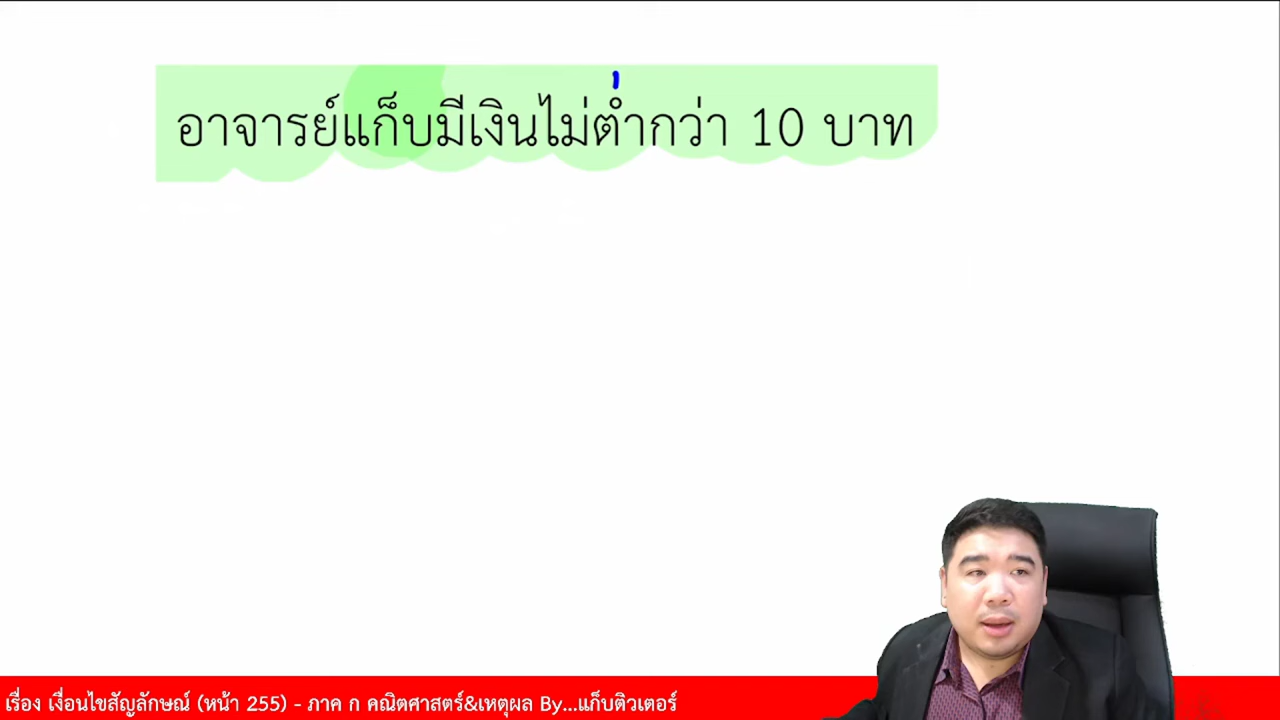 อาจารย์แก็บมีเงินไม่ต่ำกว่า 10 บาท
เรื่อง เงื่อนไขสัญลักษณ์ (หน้า 255) - ภาค ก คณิตศาสตร์&เหตุผล By...แก็บติวเตอร์